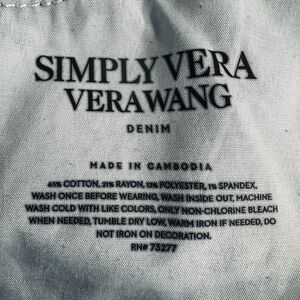 SIMPLY VERA
VERAWANG
DENIM
MADE IN CAMBODIA
65% COTTON, 21% RAYON, 13% POLYESTER, 1% SPANDEX,
WASH ONCE BEFORE WEARING, WASH INSIDE OUT, MACHINE
WASH COLD WITH LIKE COLORS, ONLY NON-CHLORINE BLEACH
WHEN NEEDED, TUMBLE DRY LOW, WARM IRON IF NEEDED, DO
NOT IRON ON DECORATION.
RN# 73277